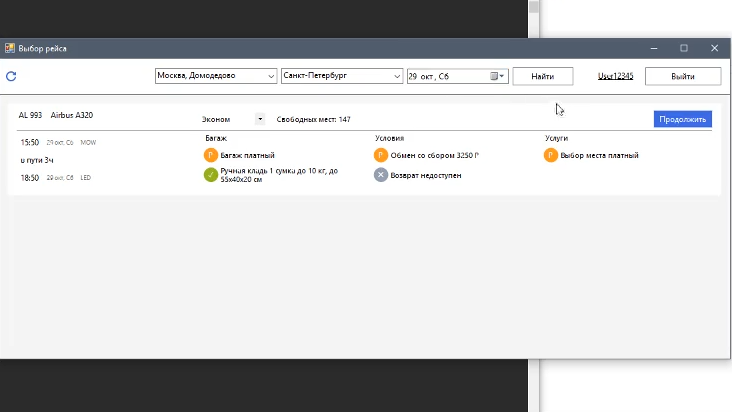 Выбор рейса
Москва, Домодедово
Санкт-Петербург
29 окт , Сб
Найти
User12345
Выйти
AL 993 Airbus A320
Эконом
Свободных мест: 147
Продолжить
15:50 29 окт, Сб MOW
в пути 3ч
18:50 29 окт, Сб LED
Багаж
₽ Багаж платный
Ручная кладь 1 сумка до 10 кг, до
55x40x20 см
Условия
₽ Обмен со сбором 3250 ₽
Возврат недоступен
Услуги
₽ Выбор места платный